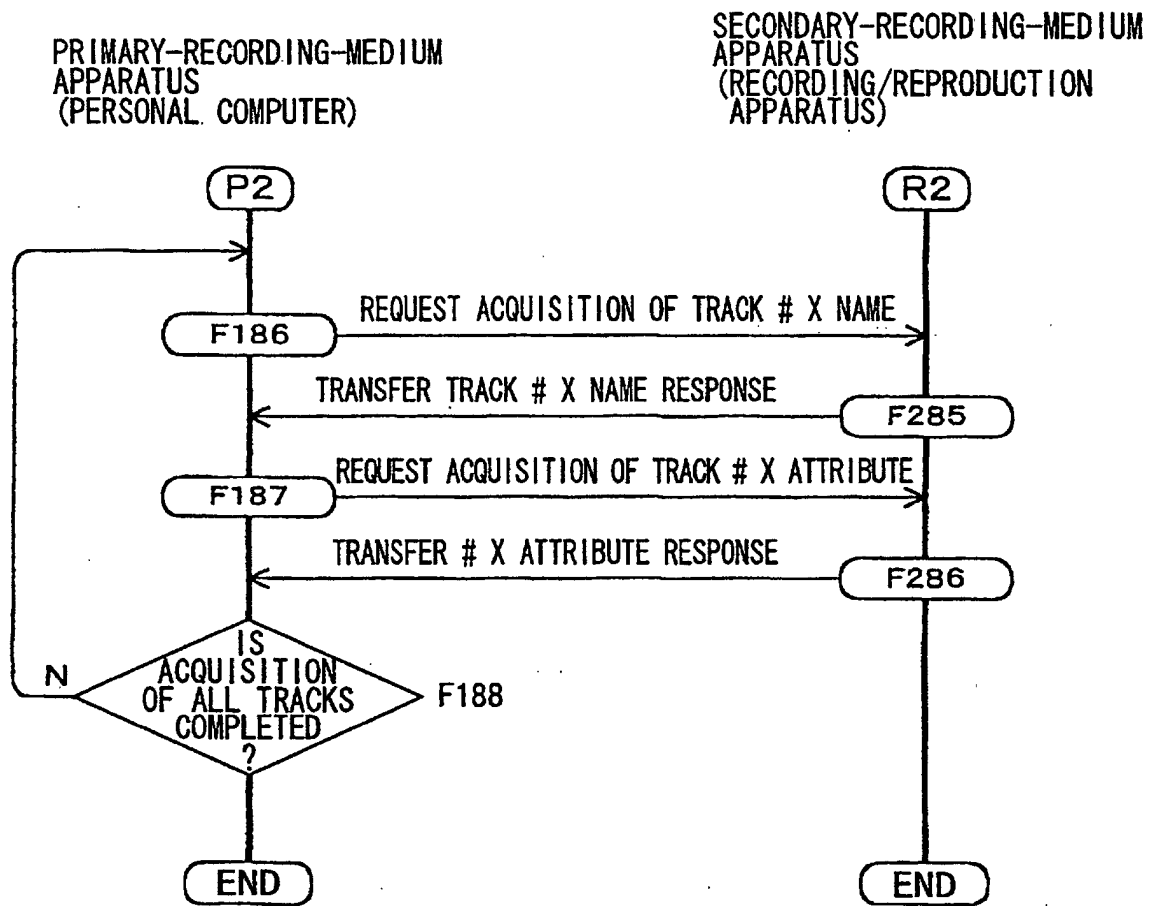 PRIMARY-RECORDING-MEDIUM
APPARATUS
(PERSONAL COMPUTER)
SECONDARY-RECORDING-MEDIUM
APPARATUS
(RECORDING/REPRODUCTION
APPARATUS)
P2
R2
REQUEST ACQUISITION OF TRACK # X NAME
F186
TRANSFER TRACK # X NAME RESPONSE
F285
REQUEST ACQUISITION OF TRACK # X ATTRIBUTE
F187
TRANSFER # X ATTRIBUTE RESPONSE
F286
IS
ACQUISITION
OF ALL TRACKS
COMPLETED
?
N
F188
END
END